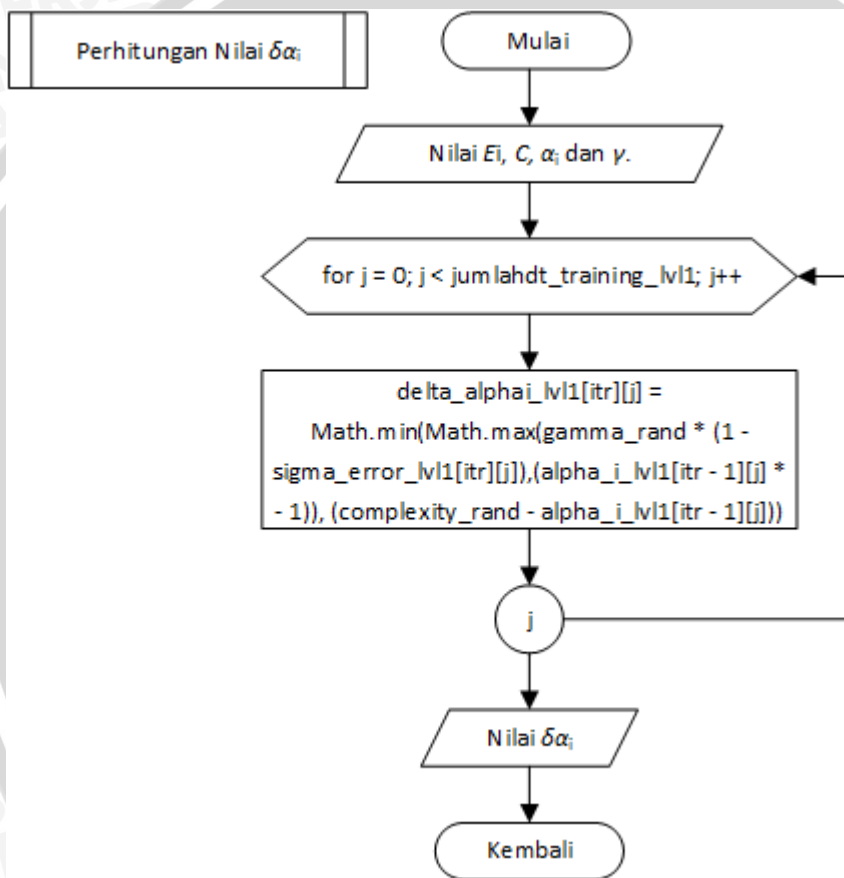 Perhitungan Nilai δαᵢ
Mulai
Nilai Ei, C, αᵢ dan γ.
for j = 0; j < jumlahdt_training_lvl1; j++
delta_alphai_lvl1[itr][j] =
Math.min(Math.max(gamma_rand * (1 -
sigma_error_lvl1[itr][j]),(alpha_i_lvl1[itr - 1][j] *
- 1)), (complexity_rand - alpha_i_lvl1[itr - 1][j]))
j
Nilai δαᵢ
Kembali